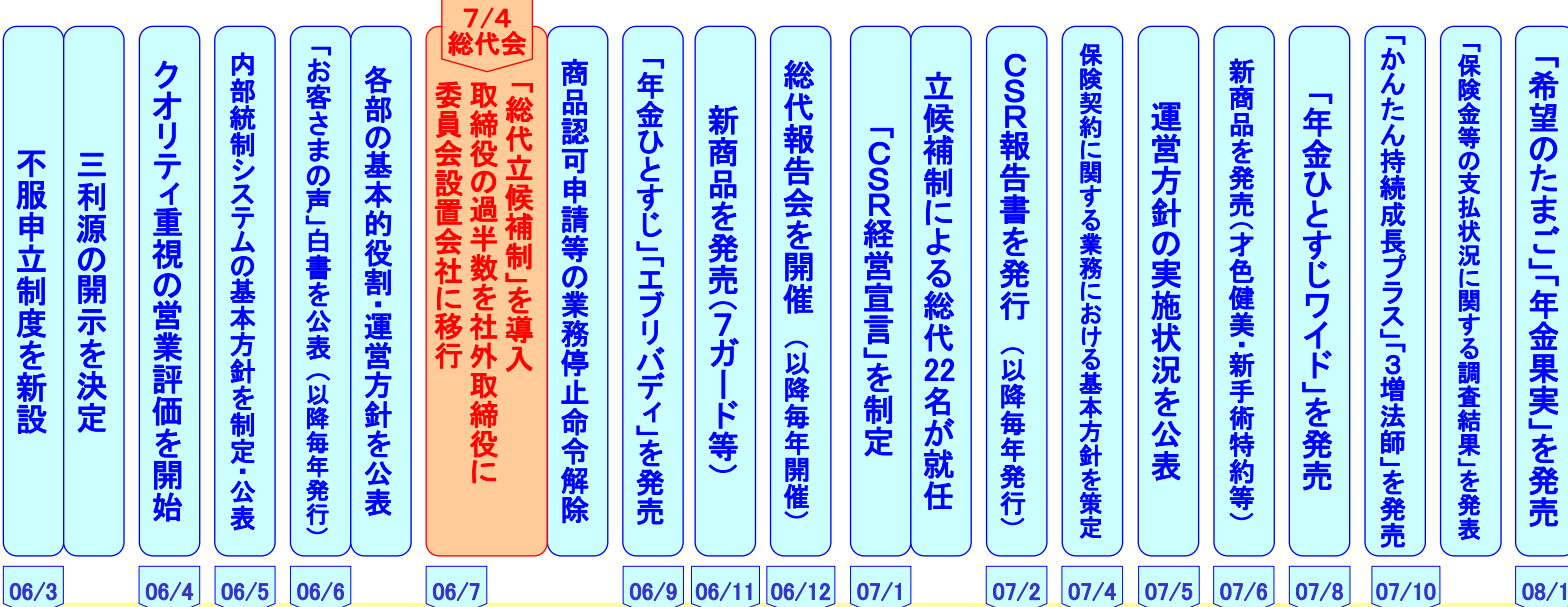 不服申立制度を新設
三利源の開示を決定
クオリティ重視の営業評価を開始
内部統制システムの基本方針を制定・公表
「お客さまの声」白書を公表（以降毎年発行）
各部の基本的役割・運営方針を公表
7/4
総代会
「総代立候補制」を導入
取締役の過半数を社外取締役に
委員会設置会社に移行
商品認可申請等の業務停止命令解除
「年金ひとすじ」「エブリバディ」を発売
新商品を発売（7ガード等）
総代報告会を開催（以降毎年開催）
「CSR経営宣言」を制定
立候補制による総代22名が就任
CSR報告書を発行（以降毎年発行）
保険契約に関する業務における基本方針を策定
運営方針の実施状況を公表
新商品を発売（才色健美・新手術特約等）
「年金ひとすじワイド」を発売
「かんたん持続成長プラス」「3増法師」を発売
「保険金等の支払状況に関する調査結果」を発表
「希望のたまご」「年金果実」を発売
06/3
06/4
06/5
06/6
06/7
06/9
06/11
06/12
07/1
07/2
07/4
07/5
07/6
07/8
07/10
08/1